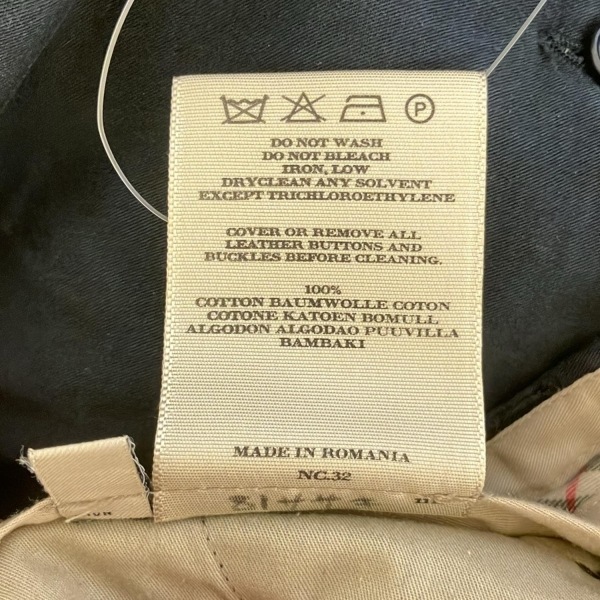 P
DO NOT WASH
DO NOT BLEACH
IRON, LOW
DRYCLEAN ANY SOLVENT
EXCEPT TRICHLOROETHYLENE
COVER OR REMOVE ALL
LEATHER BUTTONS AND
BUCKLES BEFORE CLEANING.
100%
COTTON BAUMWOLLE COTON
COTONE KATOEN BOMULL
ALGODON ALGODAO PUUVILLA
BAMBAKI
MADE IN ROMANIA
NC.32